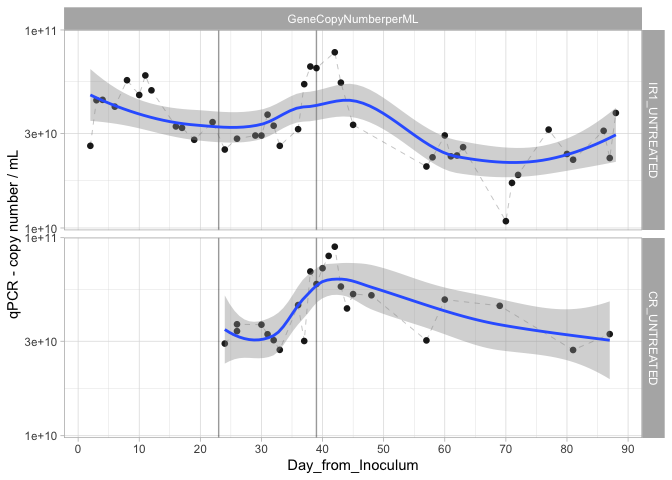 GeneCopyNumberperML
1e+11
3e+10
1e+10
IR1_UNTREATED
qPCR - copy number / mL
1e+11
3e+10
1e+10
CR_UNTREATED
0 10 20 30 40 50 60 70 80 90
Day_from_Inoculum